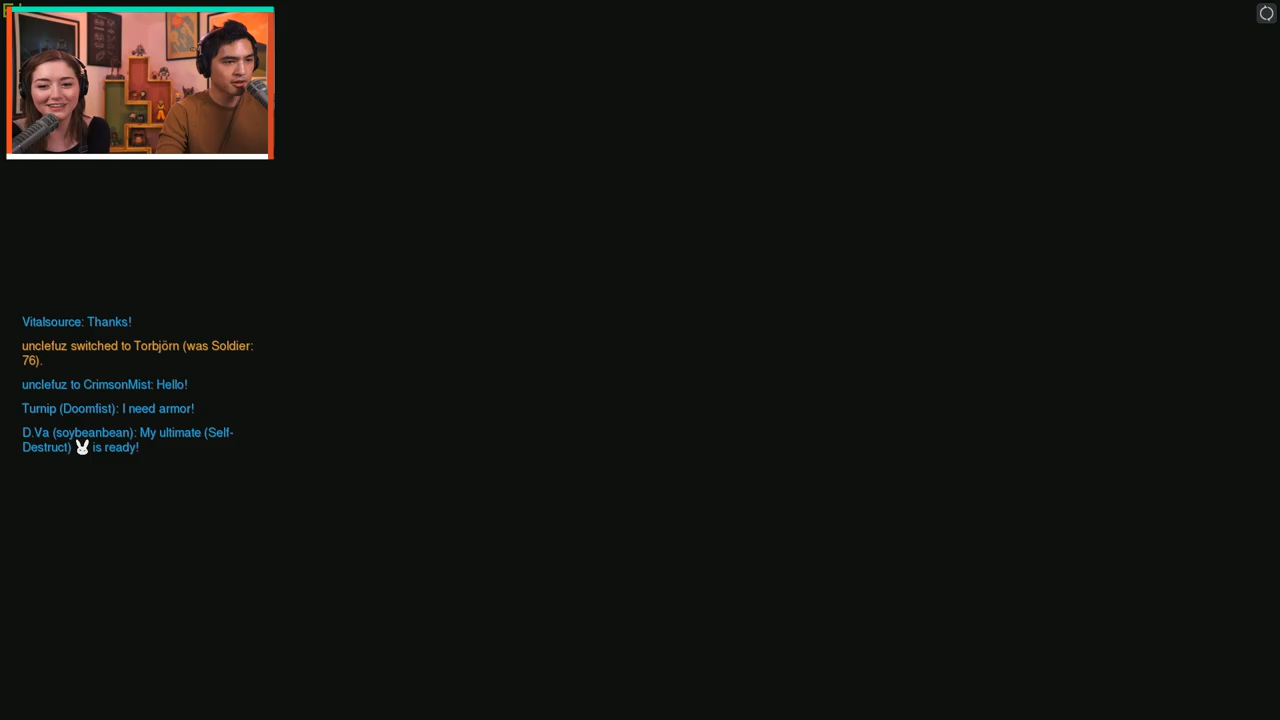 Vitalsource: Thanks!
unclefuz switched to Torbjörn (was Soldier:
76).
unclefuz to CrimsonMist: Hello!
Turnip (Doomfist): I need armor!
D.Va (soybeanbean): My ultimate (Self-
Destruct) 🐰 is ready!